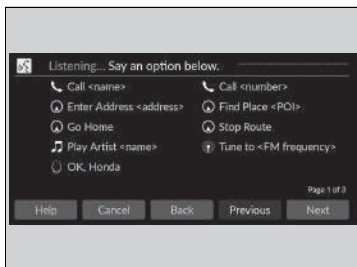 Listening... Say an option below.
Call <name>
Call <number>
Enter Address <address>
Find Place <POI>
Go Home
Stop Route
Play Artist <name>
Tune to <FM frequency>
OK, Honda
Page 1 of 3
Help Cancel Back Previous Next